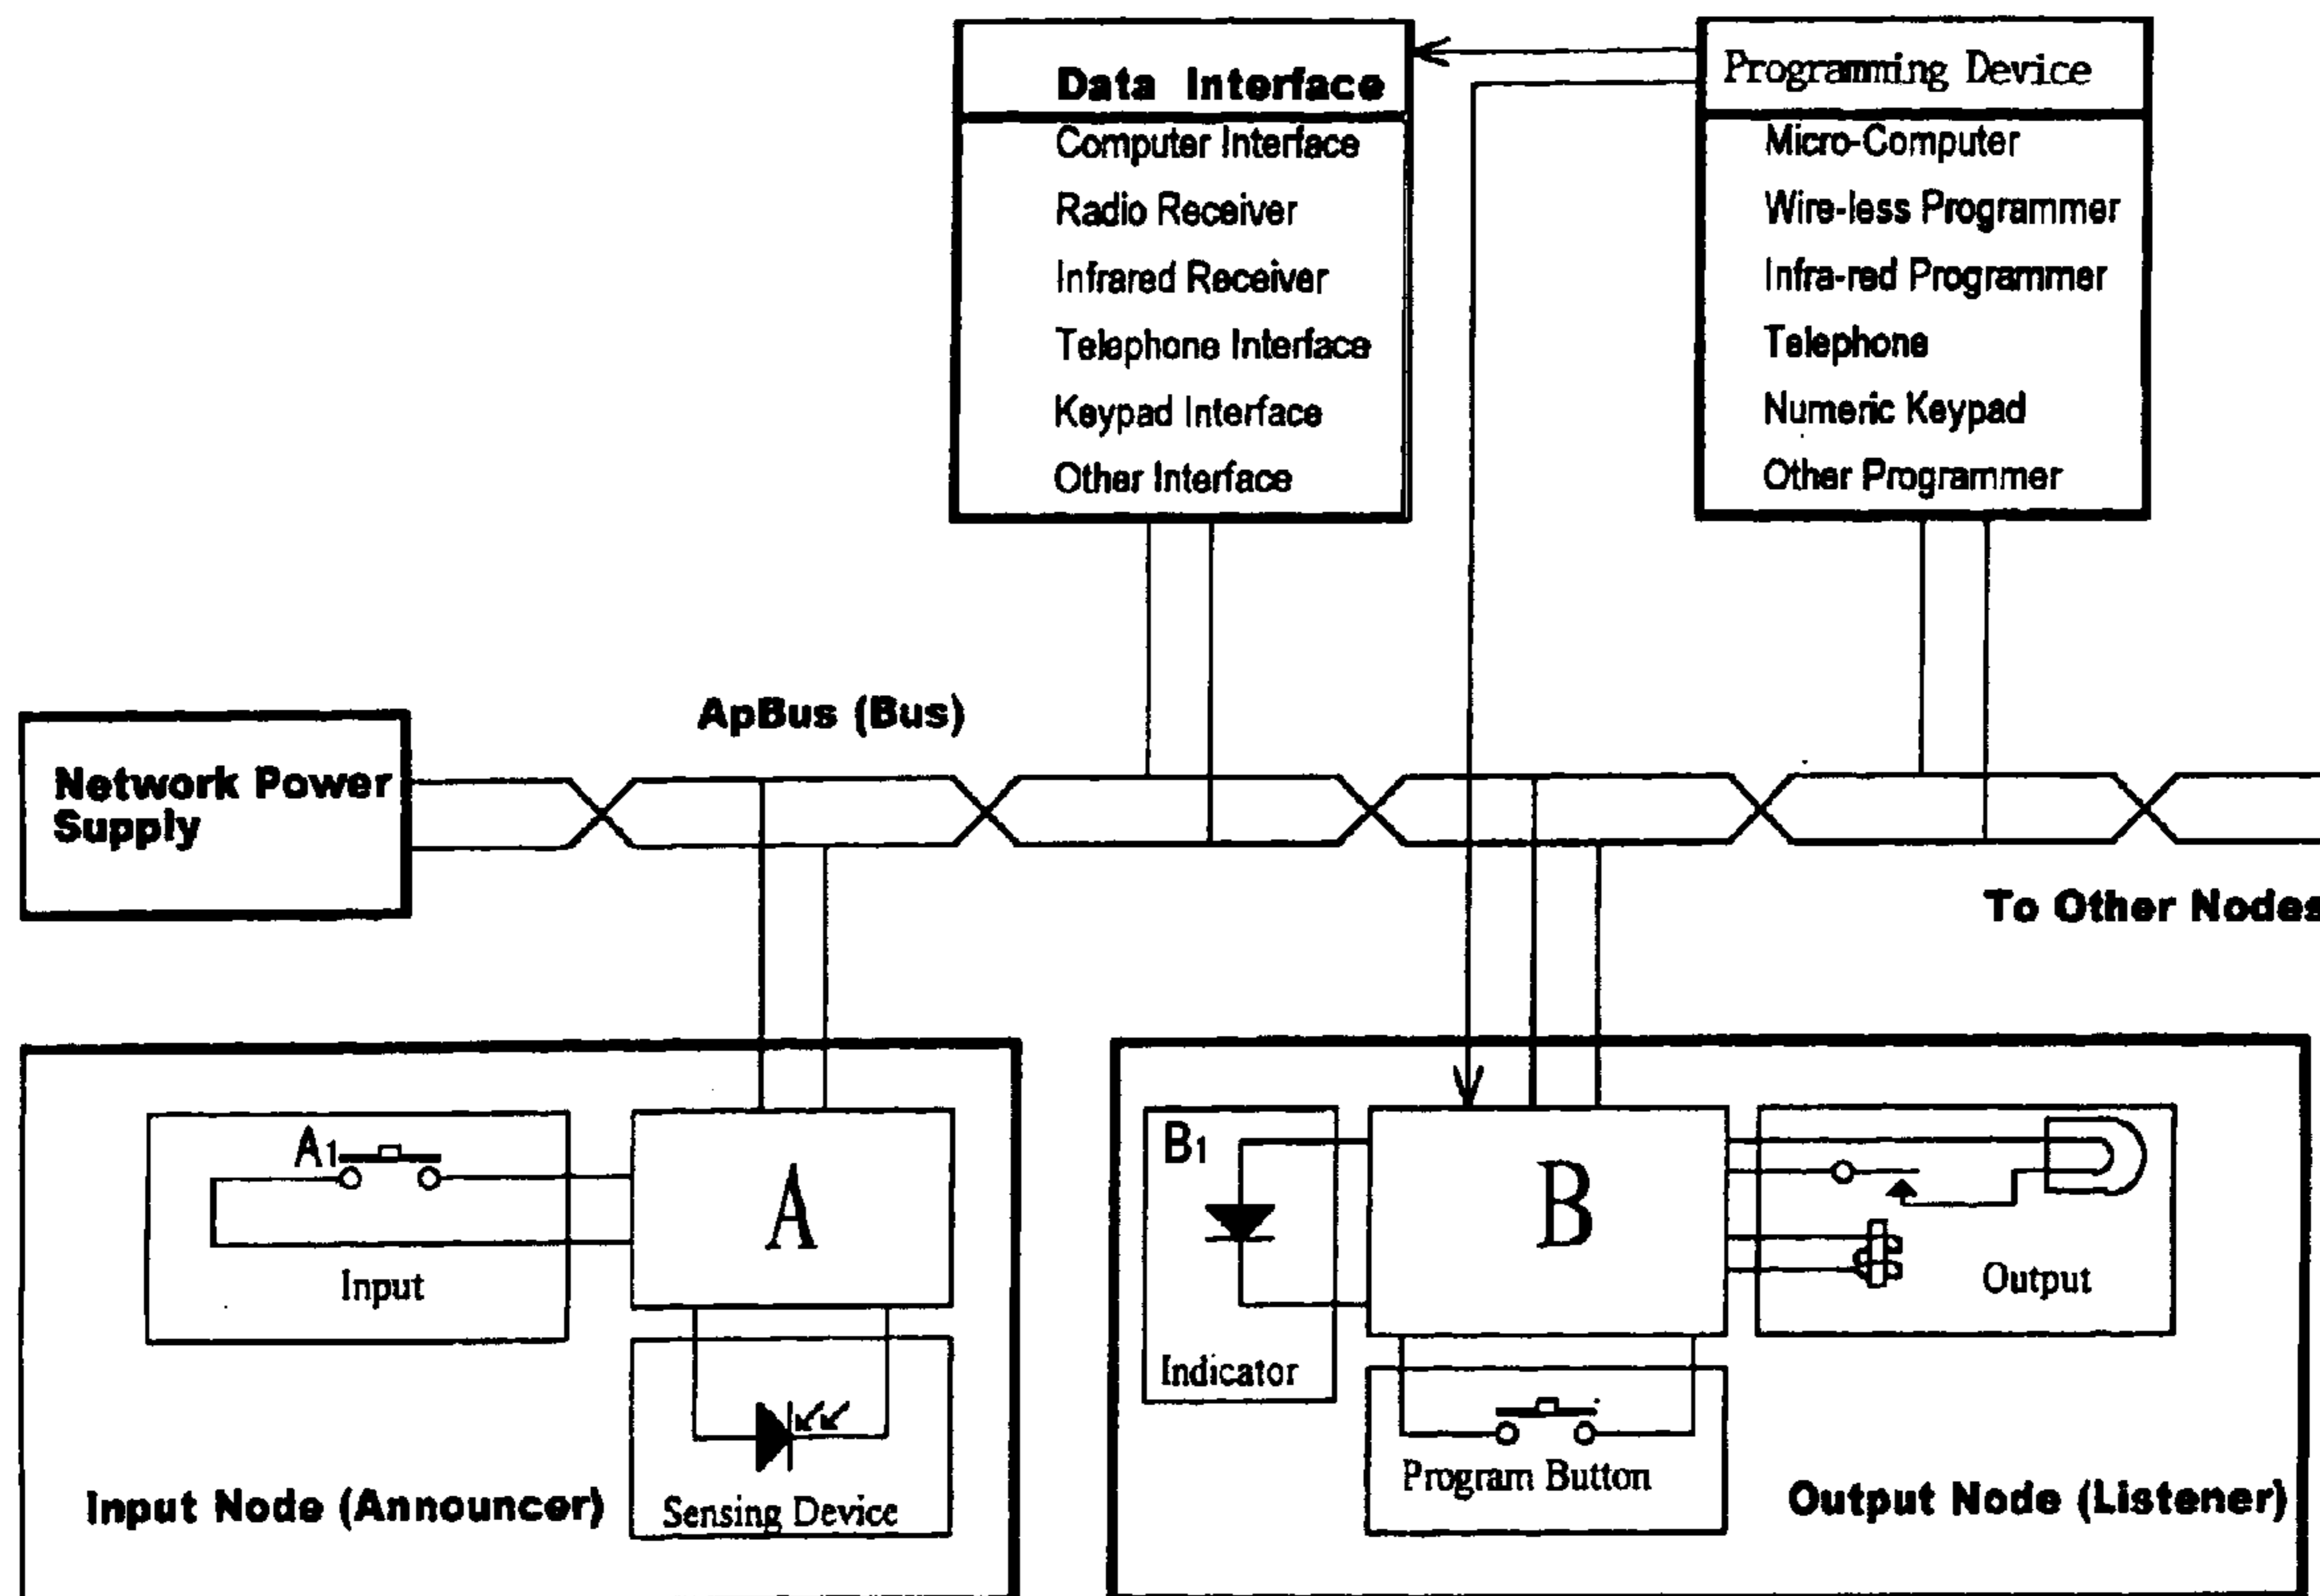 Data Interface
Computer Interface
Radio Receiver
Infrared Receiver
Telephone Interface
Keypad Interface
Other Interface
Programming Device
Micro-Computer
Wire-less Programmer
Infra-red Programmer
Telephone
Numeric Keypad
Other Programmer
ApBus (Bus)
Network Power
Supply
To Other Nodes
A1
A
Input
Sensing Device
Input Node (Announcer)
B1
B
Indicator
Output
Program Button
Output Node (Listener)